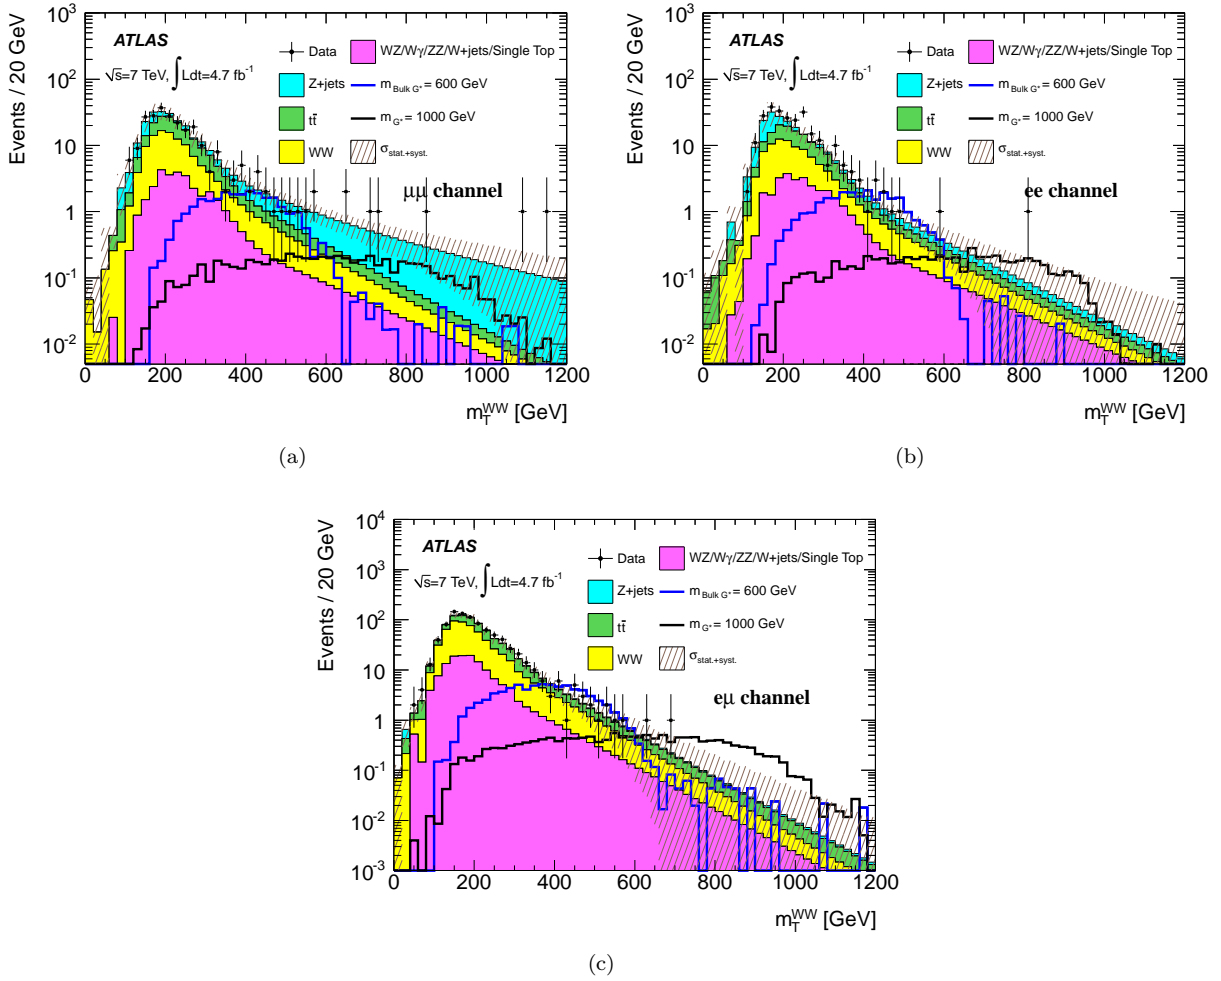 Events / 20 GeV
10³
10²
10
1
10⁻¹
10⁻²
ATLAS
√s=7 TeV, ∫Ldt=4.7 fb⁻¹
Data
Z+jets
tt̄
WW
WZ/Wγ/ZZ/W+jets/Single Top
m_Bulk G* = 600 GeV
m_G* = 1000 GeV
σ_stat.+syst.
μμ channel
0 200 400 600 800 1000 1200
m_T^WW [GeV]
(a)
Events / 20 GeV
10³
10²
10
1
10⁻¹
10⁻²
ATLAS
√s=7 TeV, ∫Ldt=4.7 fb⁻¹
Data
Z+jets
tt̄
WW
WZ/Wγ/ZZ/W+jets/Single Top
m_Bulk G* = 600 GeV
m_G* = 1000 GeV
σ_stat.+syst.
ee channel
0 200 400 600 800 1000 1200
m_T^WW [GeV]
(b)
Events / 20 GeV
10⁴
10³
10²
10
1
10⁻¹
10⁻²
10⁻³
ATLAS
√s=7 TeV, ∫Ldt=4.7 fb⁻¹
Data
Z+jets
tt̄
WW
WZ/Wγ/ZZ/W+jets/Single Top
m_Bulk G* = 600 GeV
m_G* = 1000 GeV
σ_stat.+syst.
eμ channel
0 200 400 600 800 1000 1200
m_T^WW [GeV]
(c)